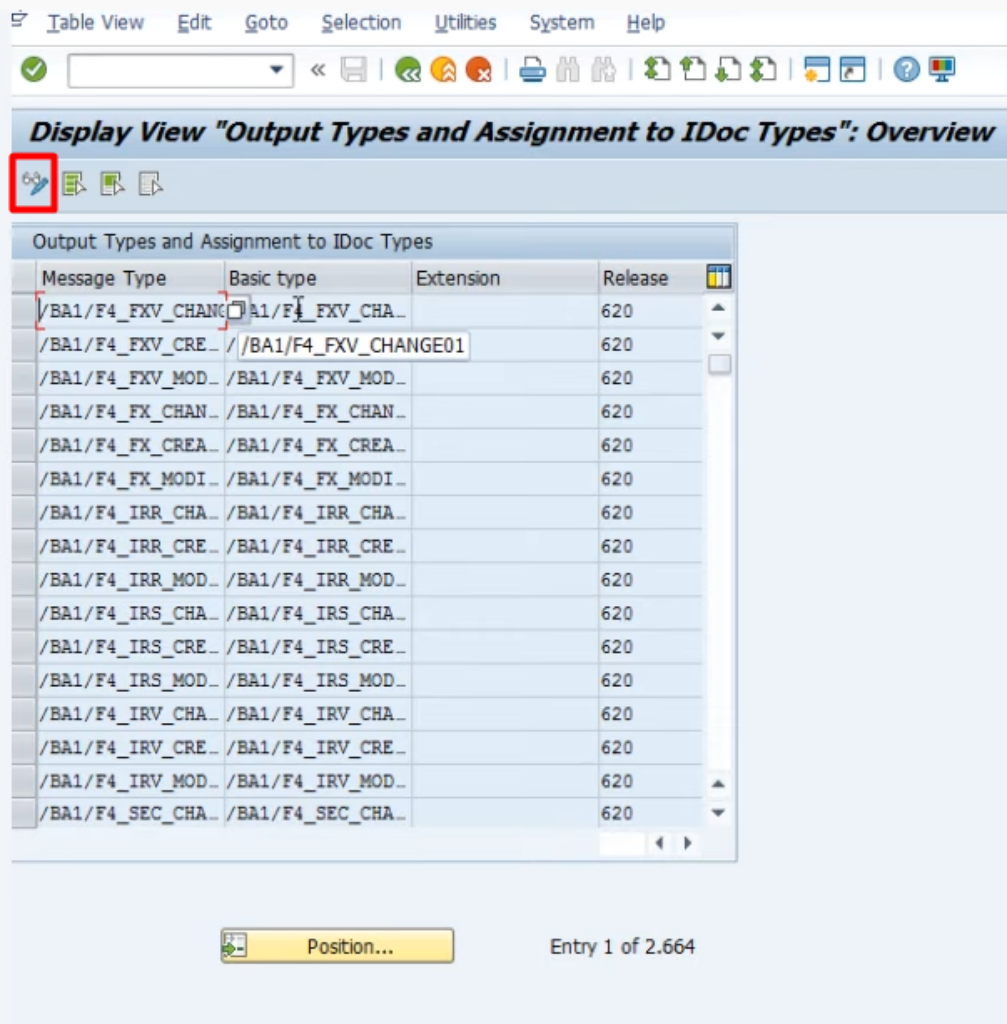 Table View Edit Goto Selection Utilities System Help
Display View "Output Types and Assignment to IDoc Types": Overview
Output Types and Assignment to IDoc Types
Message Type Basic type Extension Release
/BA1/F4_FXV_CHANG A1/F4_FXV_CHA… 620
/BA1/F4_FXV_CRE… / /BA1/F4_FXV_CHANGE01 620
/BA1/F4_FXV_MOD… /BA1/F4_FXV_MOD… 620
/BA1/F4_FX_CHAN… /BA1/F4_FX_CHAN… 620
/BA1/F4_FX_CREA… /BA1/F4_FX_CREA… 620
/BA1/F4_FX_MODI… /BA1/F4_FX_MODI… 620
/BA1/F4_IRR_CHA… /BA1/F4_IRR_CHA… 620
/BA1/F4_IRR_CRE… /BA1/F4_IRR_CRE… 620
/BA1/F4_IRR_MOD… /BA1/F4_IRR_MOD… 620
/BA1/F4_IRS_CHA… /BA1/F4_IRS_CHA… 620
/BA1/F4_IRS_CRE… /BA1/F4_IRS_CRE… 620
/BA1/F4_IRS_MOD… /BA1/F4_IRS_MOD… 620
/BA1/F4_IRV_CHA… /BA1/F4_IRV_CHA… 620
/BA1/F4_IRV_CRE… /BA1/F4_IRV_CRE… 620
/BA1/F4_IRV_MOD… /BA1/F4_IRV_MOD… 620
/BA1/F4_SEC_CHA… /BA1/F4_SEC_CHA… 620
Position... Entry 1 of 2.664